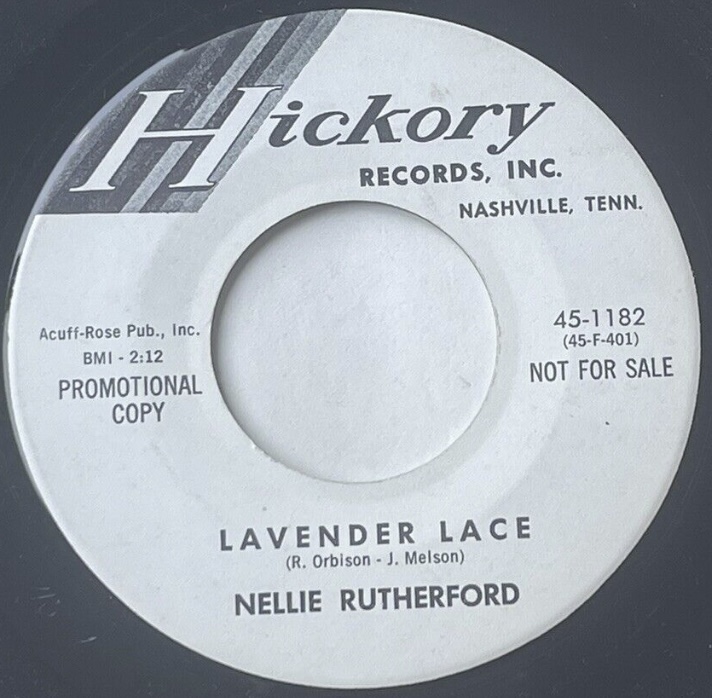 Hickory
RECORDS, INC.
NASHVILLE, TENN.
Acuff-Rose Pub., Inc.
BMI - 2:12
PROMOTIONAL
COPY
45-1182
(45-F-401)
NOT FOR SALE
LAVENDER LACE
(R. Orbison - J. Melson)
NELLIE RUTHERFORD